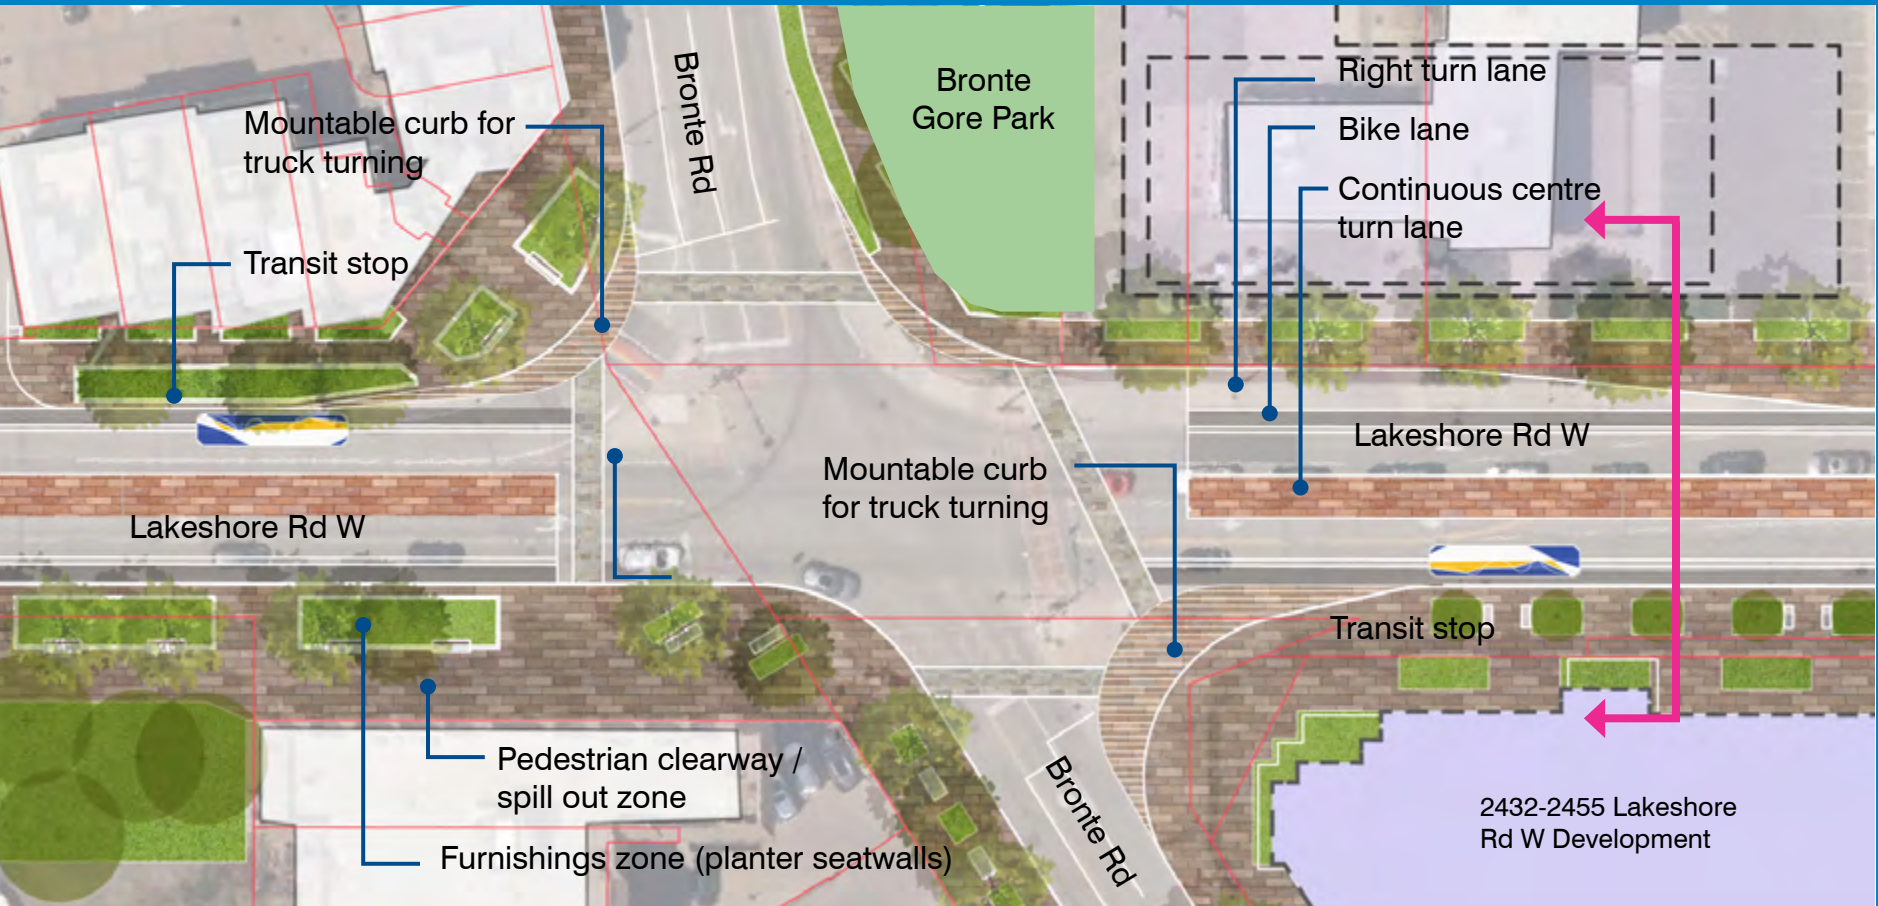 Bronte Rd
Bronte
Gore Park
Right turn lane
Bike lane
Continuous centre
turn lane
Mountable curb for
truck turning
Transit stop
Lakeshore Rd W
Mountable curb
for truck turning
Lakeshore Rd W
Transit stop
Pedestrian clearway /
spill out zone
Furnishings zone (planter seatwalls)
Bronte Rd
2432-2455 Lakeshore
Rd W Development